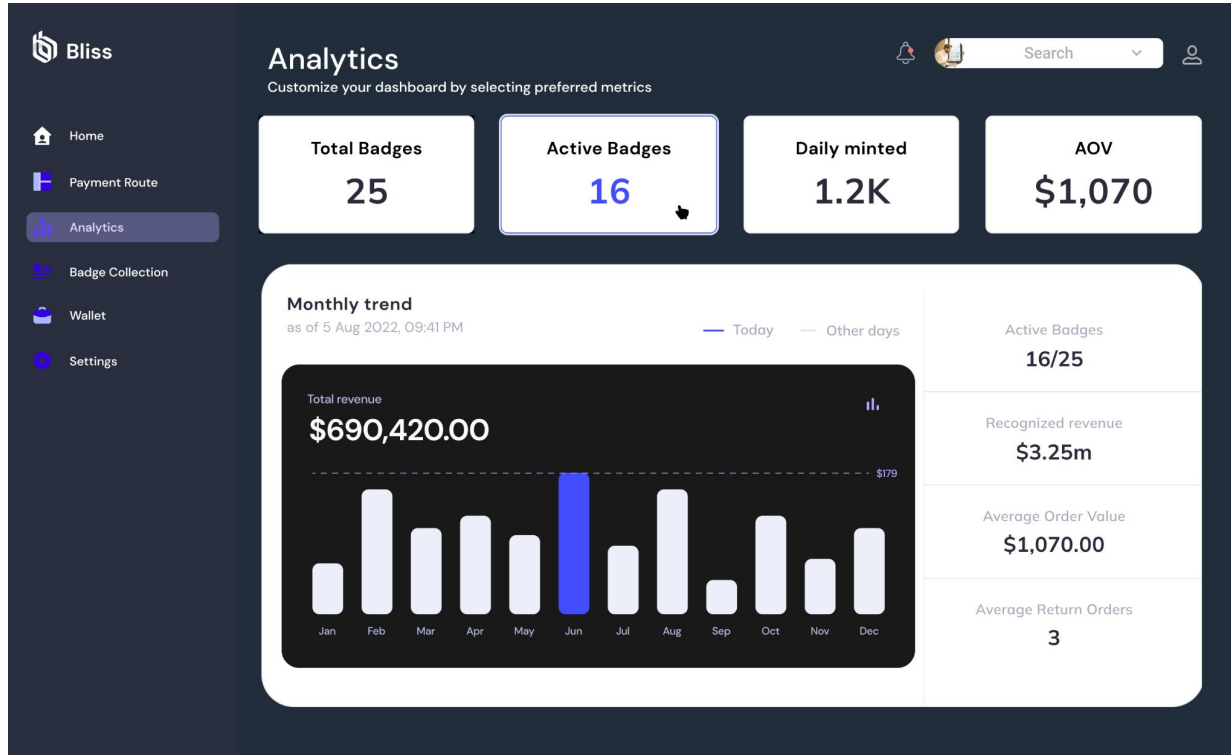 Bliss
Home
Payment Route
Analytics
Badge Collection
Wallet
Settings
Analytics
Customize your dashboard by selecting preferred metrics
Search
Total Badges
25
Active Badges
16
Daily minted
1.2K
AOV
$1,070
Monthly trend
as of 5 Aug 2022, 09:41 PM
Today
Other days
Total revenue
$690,420.00
$179
Jan Feb Mar Apr May Jun Jul Aug Sep Oct Nov Dec
Active Badges
16/25
Recognized revenue
$3.25m
Average Order Value
$1,070.00
Average Return Orders
3